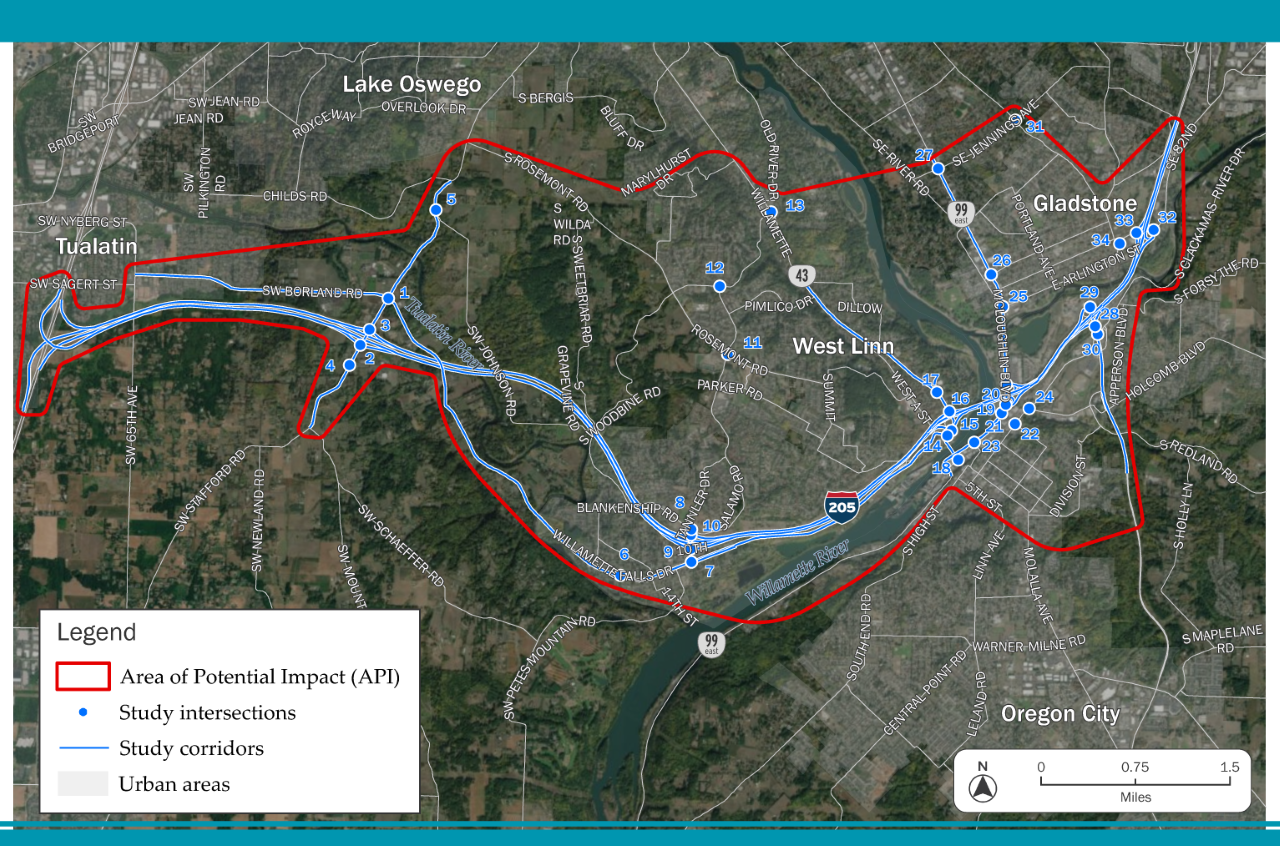 Lake Oswego
SW JEAN RD
JEAN RD
OVERLOOK DR
S BERGIS
SW
BRIDGEPORT
ROYCE WAY
BLUFF DR
OLD RIVER DR
SE JENNINGS AVE
31
SE 82ND
SE RIVER RD
27
SW
PILKINGTON
RD
CHILDS RD
S ROSEMONT RD
MARYLHURST
DR
S CLACKAMAS RIVER DR
5
S
WILDA
RD
WILLAMETTE
13
99
east
PORTLAND AVE
Gladstone
33
32
34
SW NYBERG ST
Tualatin
S SWEETBRIAR RD
E ARLINGTON ST
S FORSYTHE RD
SW SAGERT ST
SW BORLAND RD
1
12
43
26
25
29
28
30
Tualatin River
PIMLICO DR
DILLOW
MCLOUGHLIN BLVD
3
2
4
SW JOHNSON RD
GRAPEVINE RD
S
ROSEMONT RD
11
West Linn
APPERSON BLVD
HOLCOMB BLVD
PARKER RD
SUMMIT
WEST A ST
17
16
20
19
24
21
22
15
14
23
18
SW 65TH AVE
S WOODBINE RD
S REDLAND RD
SW STAFFORD RD
SW NEWLAND RD
DIVISION ST
5TH ST
S HOLLY LN
205
BLANKENSHIP RD
8
10
TANNLER DR
SALAMO RD
9
10TH
7
6
WILLAMETTE
FALLS DR
14TH ST
SW SCHAEFFER RD
SW MOUNT
S HIGH ST
LINN AVE
MOLALLA AVE
Willamette River
SW PETES MOUNTAIN RD
99
east
SOUTH END RD
CENTRAL POINT RD
WARNER MILNE RD
LELAND RD
S MAPLELANE
RD
Oregon City
Legend
Area of Potential Impact (API)
Study intersections
Study corridors
Urban areas
N
0
0.75
1.5
Miles